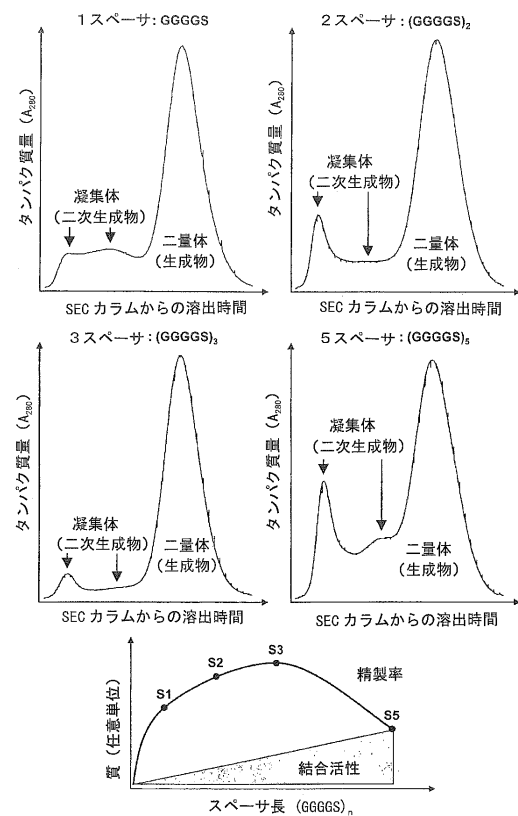 1スペーサ: GGGGS
タンパク質量 (A280)
凝集体
(二次生成物)
二量体
(生成物)
SEC カラムからの溶出時間
2スペーサ: (GGGGS)2
タンパク質量 (A280)
凝集体
(二次生成物)
二量体
(生成物)
SEC カラムからの溶出時間
3スペーサ: (GGGGS)3
タンパク質量 (A280)
凝集体
(二次生成物)
二量体
(生成物)
SEC カラムからの溶出時間
5スペーサ: (GGGGS)5
タンパク質量 (A280)
凝集体
(二次生成物)
二量体
(生成物)
SEC カラムからの溶出時間
質 (任意単位)
S1
S2
S3
S5
精製率
結合活性
スペーサ長 (GGGGS)n